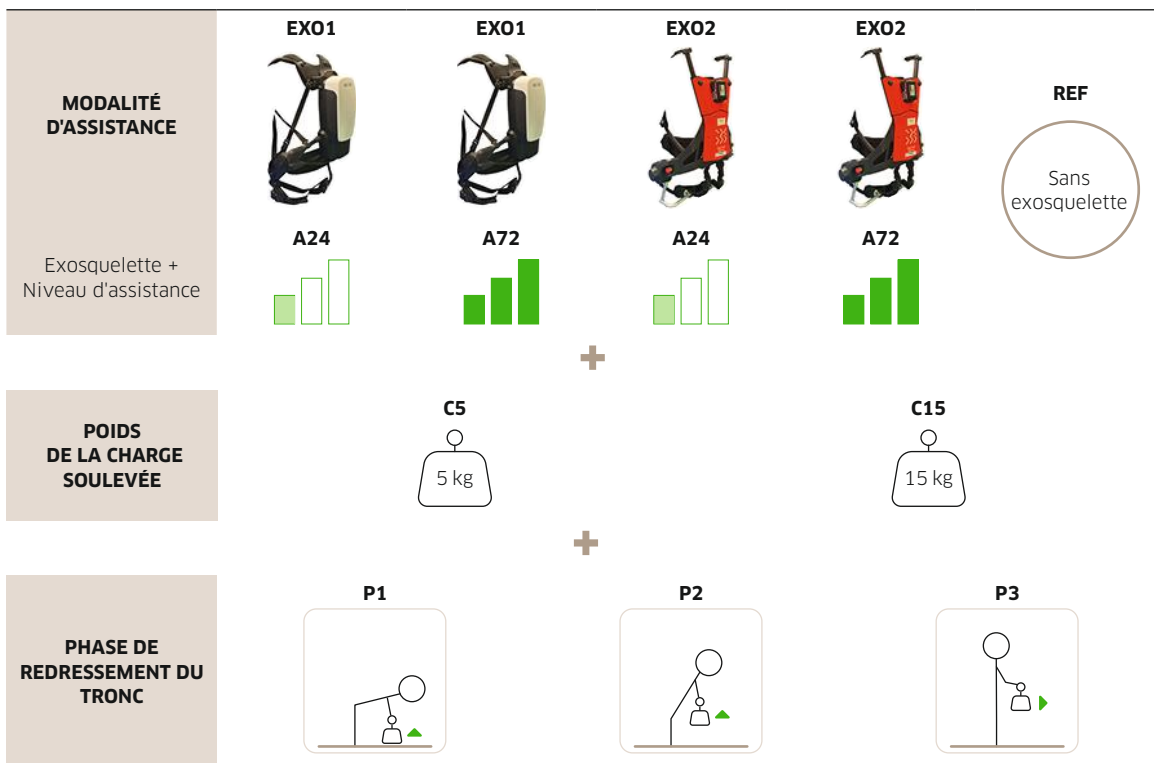 MODALITÉ
D'ASSISTANCE
Exosquelette +
Niveau d'assistance
EXO1
EXO1
EXO2
EXO2
REF
Sans
exosquelette
A24
A72
A24
A72
POIDS
DE LA CHARGE
SOULEVÉE
C5
5 kg
C15
15 kg
PHASE DE
REDRESSEMENT DU
TRONC
P1
P2
P3